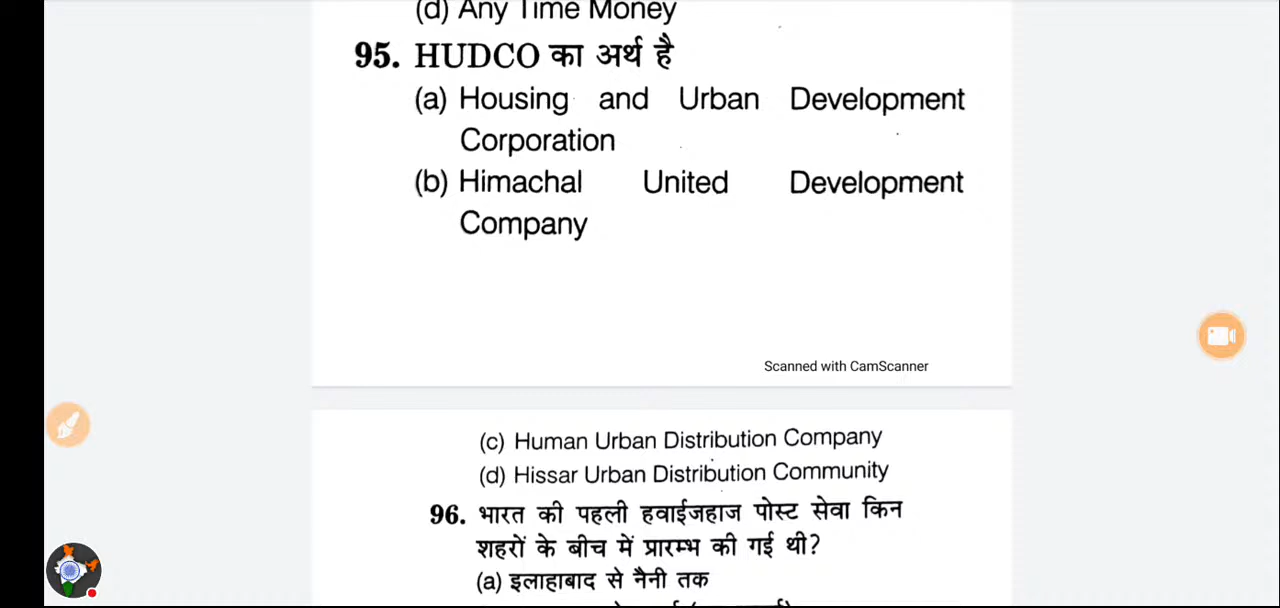 (d) Any Time Money
95. HUDCO का अर्थ है
(a) Housing and Urban Development
Corporation
(b) Himachal United Development
Company
Scanned with CamScanner
(c) Human Urban Distribution Company
(d) Hissar Urban Distribution Community
96. भारत की पहली हवाईजहाज पोस्ट सेवा किन
शहरों के बीच में प्रारम्भ की गई थी?
(a) इलाहाबाद से नैनी तक